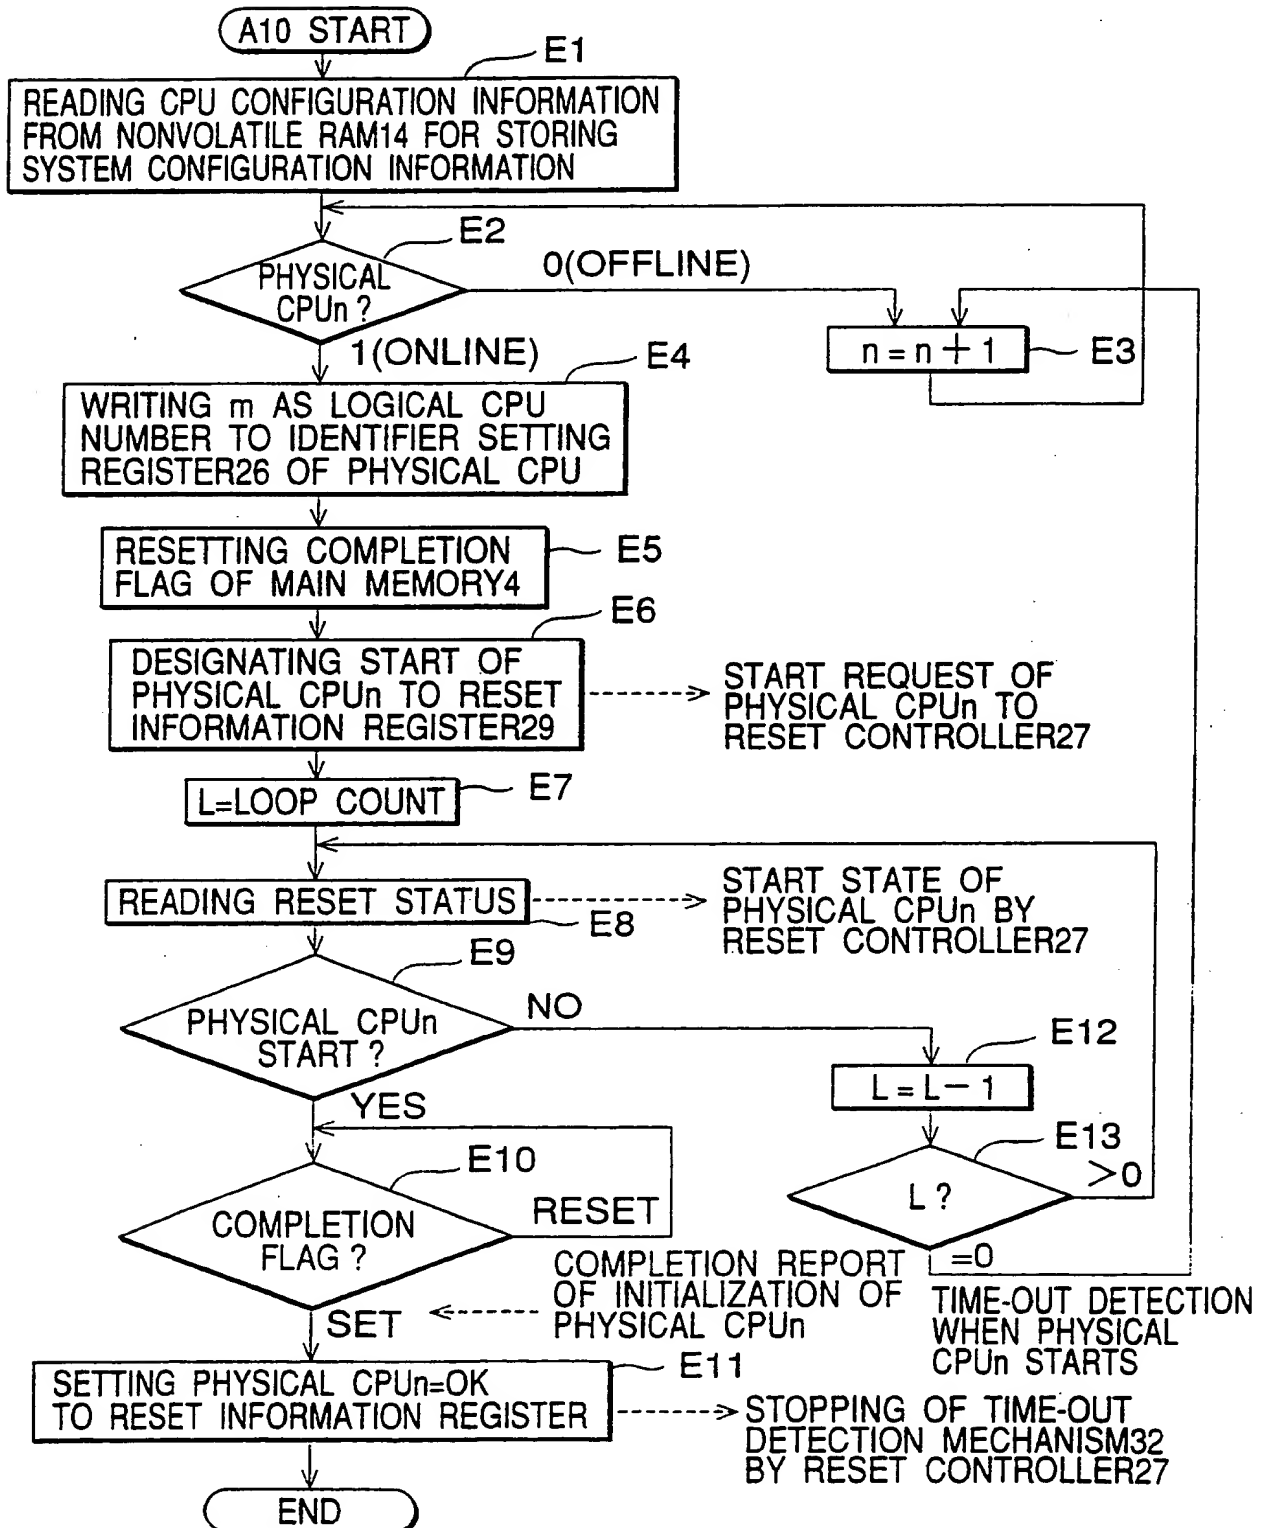 A10 START
E1
READING CPU CONFIGURATION INFORMATION
FROM NONVOLATILE RAM14 FOR STORING
SYSTEM CONFIGURATION INFORMATION
E2
PHYSICAL
CPUn ?
0(OFFLINE)
n = n + 1
E3
1(ONLINE)
E4
WRITING m AS LOGICAL CPU
NUMBER TO IDENTIFIER SETTING
REGISTER26 OF PHYSICAL CPU
RESETTING COMPLETION
FLAG OF MAIN MEMORY4
E5
E6
DESIGNATING START OF
PHYSICAL CPUn TO RESET
INFORMATION REGISTER29
START REQUEST OF
PHYSICAL CPUn TO
RESET CONTROLLER27
L=LOOP COUNT
E7
READING RESET STATUS
E8
START STATE OF
PHYSICAL CPUn BY
RESET CONTROLLER27
E9
PHYSICAL CPUn
START ?
NO
E12
L = L − 1
YES
E13
L ?
>0
=0
E10
COMPLETION
FLAG ?
RESET
COMPLETION REPORT
OF INITIALIZATION OF
PHYSICAL CPUn
TIME-OUT DETECTION
WHEN PHYSICAL
CPUn STARTS
SET
E11
SETTING PHYSICAL CPUn=OK
TO RESET INFORMATION REGISTER
STOPPING OF TIME-OUT
DETECTION MECHANISM32
BY RESET CONTROLLER27
END